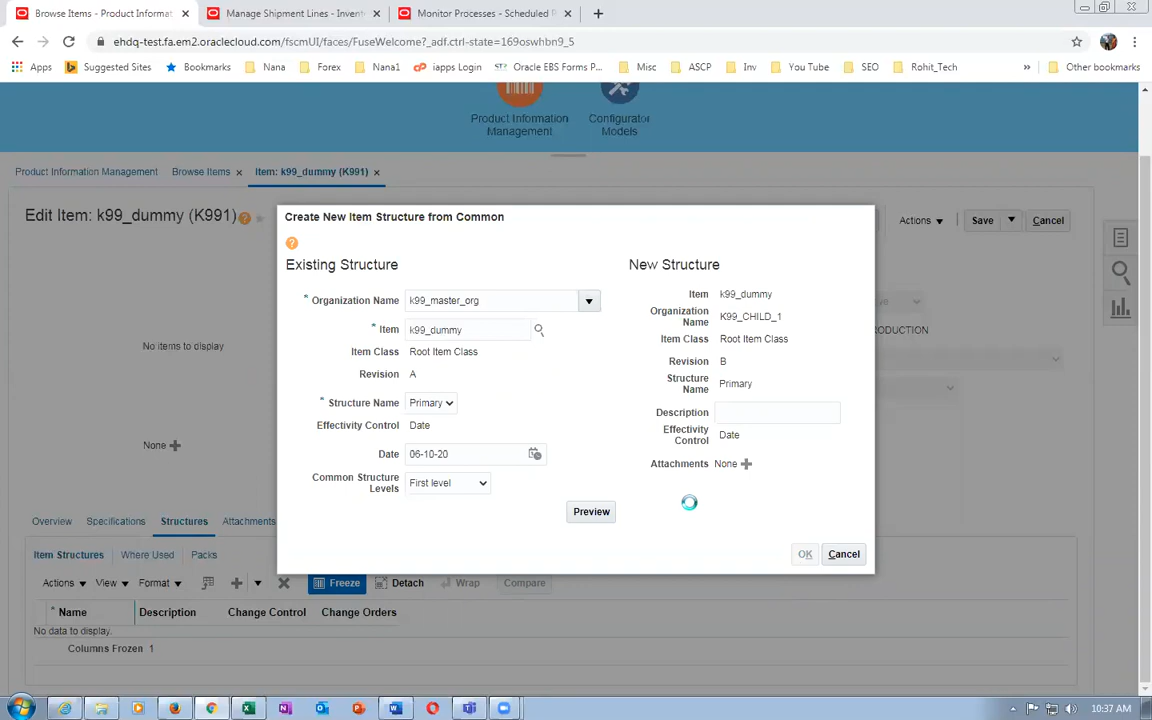 Browse Items - Product Informat
Manage Shipment Lines - Invent
Monitor Processes - Scheduled P
ehdq-test.fa.em2.oraclecloud.com/fscmUI/faces/FuseWelcome?_adf.ctrl-state=169oswhbn9_5
Apps
Suggested Sites
Bookmarks
Nana
Forex
Nana1
iapps Login
Oracle EBS Forms P...
Misc
ASCP
Inv
You Tube
SEO
Rohit_Tech
»
Other bookmarks
Product Information
Management
Configurator
Models
Product Information Management
Browse Items
Item: k99_dummy (K991)
Edit Item: k99_dummy (K991)
Actions
Save
Cancel
Create New Item Structure from Common
Existing Structure
* Organization Name k99_master_org
* Item k99_dummy
Item Class Root Item Class
Revision A
* Structure Name Primary
Effectivity Control Date
Date 06-10-20
Common Structure
Levels
First level
Preview
New Structure
Item k99_dummy
Organization
Name
K99_CHILD_1
Item Class Root Item Class
Revision B
Structure
Name
Primary
Description
Effectivity
Control
Date
Attachments None
OK
Cancel
No items to display
None
RODUCTION
Overview
Specifications
Structures
Attachments
Item Structures
Where Used
Packs
Actions
View
Format
Freeze
Detach
Wrap
Compare
* Name
Description
Change Control
Change Orders
No data to display.
Columns Frozen 1
10:37 AM